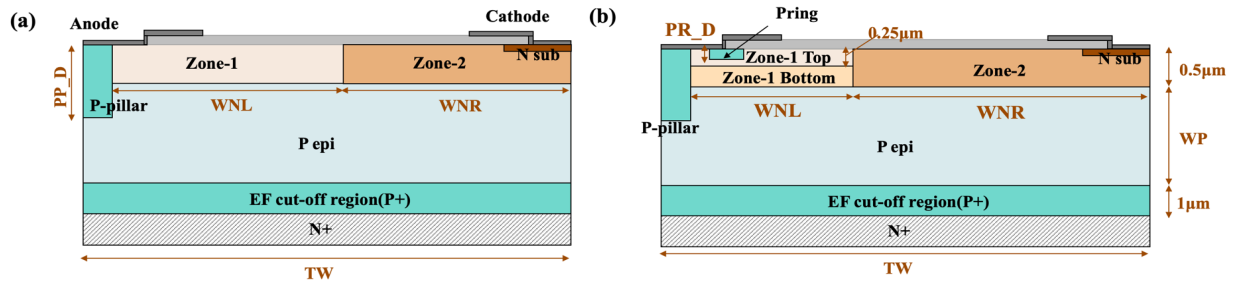 (a)
Anode
Cathode
Zone-1
Zone-2
N sub
PP_D
P-pillar
WNL
WNR
P epi
EF cut-off region(P+)
N+
TW
(b)
Pring
PR_D
0.25μm
Zone-1 Top
Zone-1 Bottom
Zone-2
N sub
0.5μm
WNL
WNR
P-pillar
P epi
WP
EF cut-off region(P+)
1μm
N+
TW